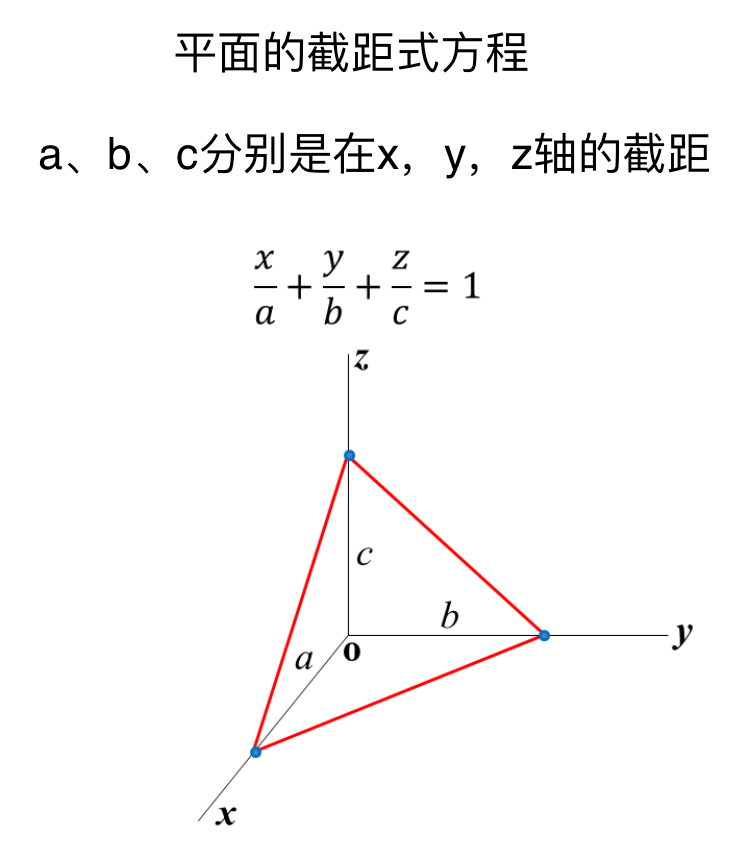 平面的截距式方程
a、b、c分别是在x，y，z轴的截距
x/a + y/b + z/c = 1
z
c
b
y
a
o
x